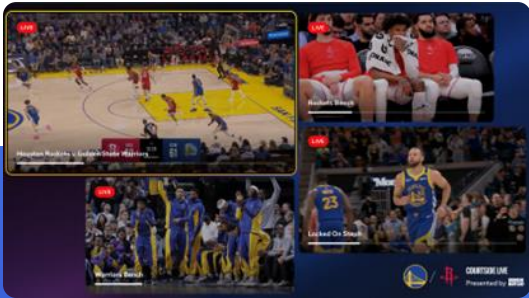 LIVE
Houston Rockets v Golden State Warriors
LIVE
Rockets Bench
LIVE
Warriors Bench
LIVE
23
Locked On Steph
COURTSIDE LIVE
Presented by